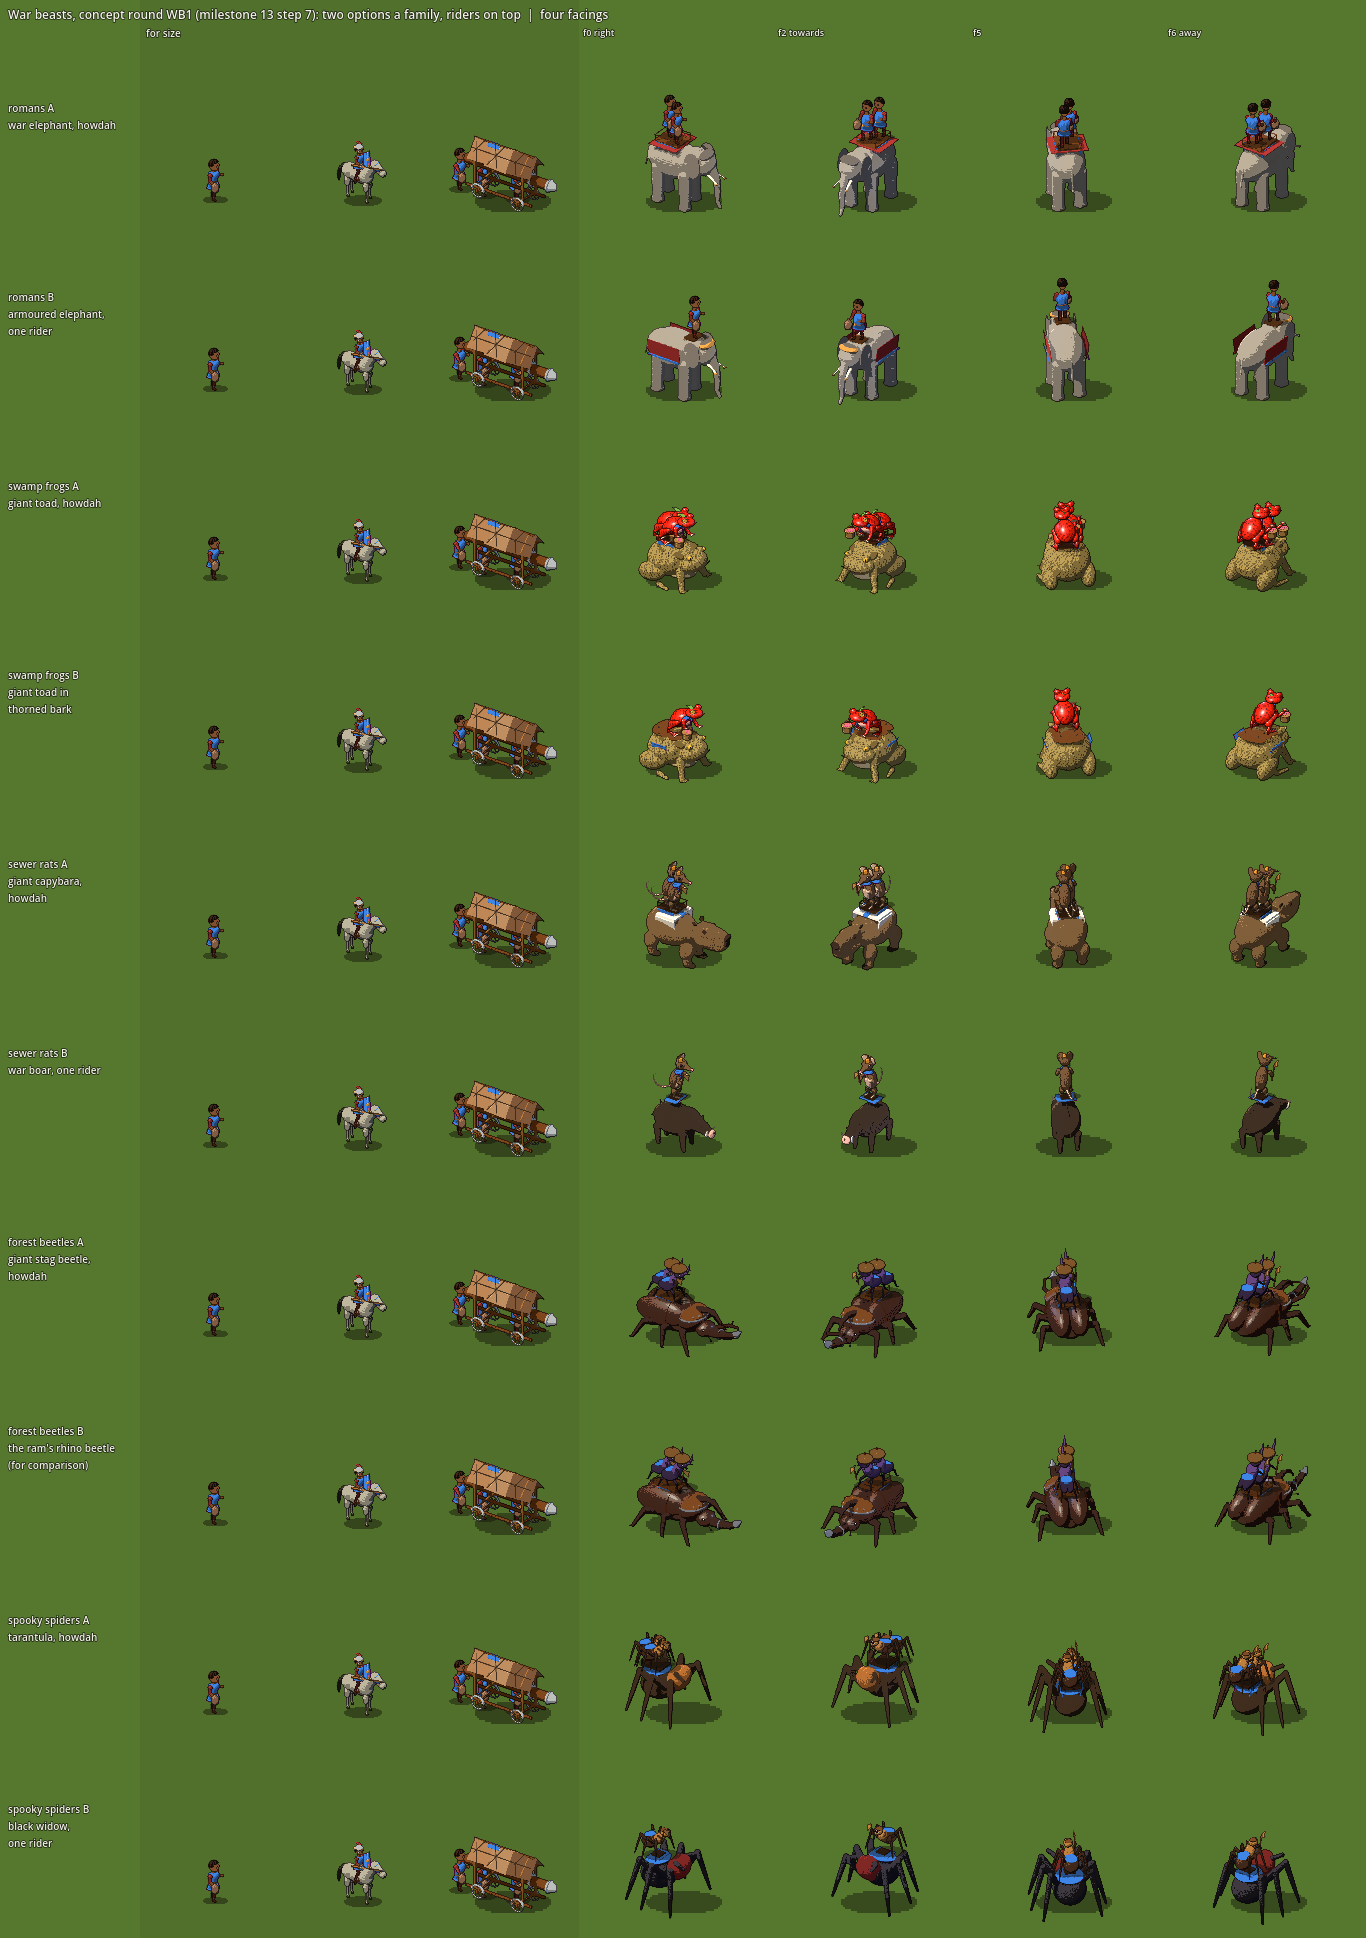 War beasts, concept round WB1 (milestone 13 step 7): two options a family, riders on top | four facings
for size
f0 right
f2 towards
f5
f6 away
romans A
war elephant, howdah
romans B
armoured elephant,
one rider
swamp frogs A
giant toad, howdah
swamp frogs B
giant toad in
thorned bark
sewer rats A
giant capybara,
howdah
sewer rats B
war boar, one rider
forest beetles A
giant stag beetle,
howdah
forest beetles B
the ram's rhino beetle
(for comparison)
spooky spiders A
tarantula, howdah
spooky spiders B
black widow,
one rider